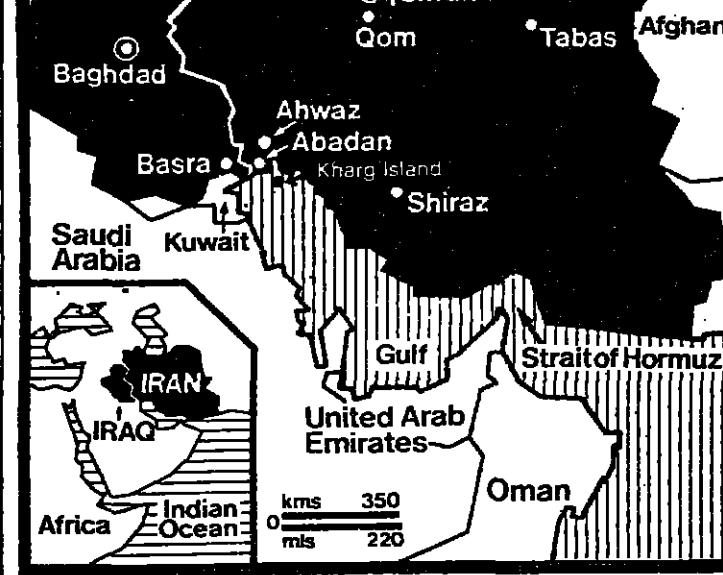 Qom
Tabas
Afghan
Baghdad
Ahwaz
Abadan
Basra
Kharg Island
Shiraz
Kuwait
Saudi
Arabia
Gulf
Strait of Hormuz
IRAN
IRAQ
United Arab
Emirates
Oman
kms 350
0
mls 220
Africa
Indian
Ocean